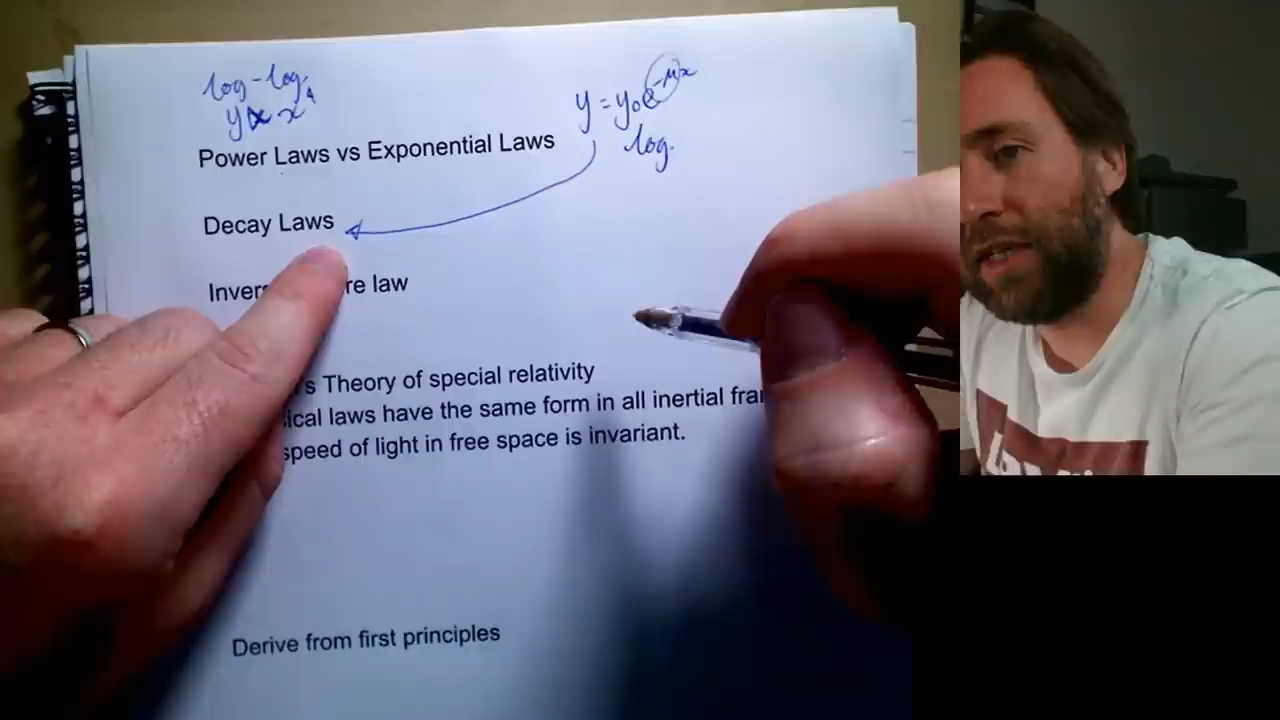 log-log.
y ∝ x⁴
y = y₀e^-μx
log.
Power Laws vs Exponential Laws
Decay Laws
Inver re law
's Theory of special relativity
ical laws have the same form in all inertial fra
speed of light in free space is invariant.
Derive from first principles